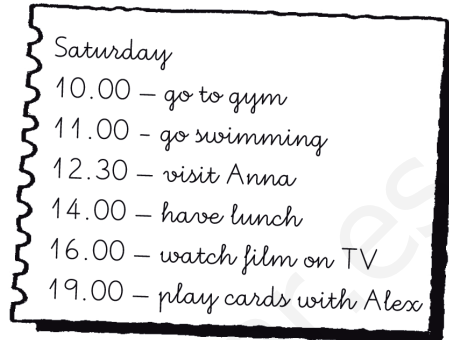 Saturday
10.00 – go to gym
11.00 - go swimming
12.30 – visit Anna
14.00 – have lunch
16.00 – watch film on TV
19.00 – play cards with Alex